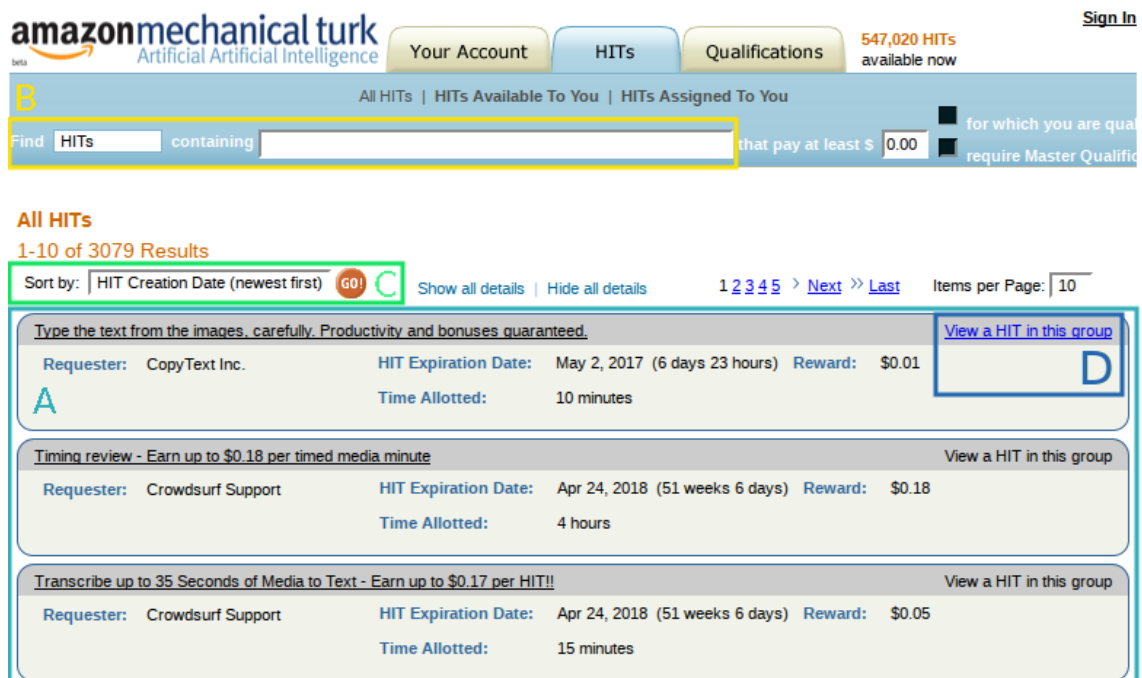 amazonmechanical turk
beta Artificial Artificial Intelligence
Your Account
HITs
Qualifications
547,020 HITs
available now
Sign In
B
All HITs | HITs Available To You | HITs Assigned To You
Find HITs containing that pay at least $ 0.00
for which you are qual
require Master Qualific
All HITs
1-10 of 3079 Results
Sort by: HIT Creation Date (newest first) GO! C Show all details | Hide all details 1 2 3 4 5 > Next >> Last Items per Page: 10
Type the text from the images, carefully. Productivity and bonuses guaranteed. View a HIT in this group
Requester: CopyText Inc. HIT Expiration Date: May 2, 2017 (6 days 23 hours) Reward: $0.01 D
A Time Allotted: 10 minutes
Timing review - Earn up to $0.18 per timed media minute View a HIT in this group
Requester: Crowdsurf Support HIT Expiration Date: Apr 24, 2018 (51 weeks 6 days) Reward: $0.18
Time Allotted: 4 hours
Transcribe up to 35 Seconds of Media to Text - Earn up to $0.17 per HIT!! View a HIT in this group
Requester: Crowdsurf Support HIT Expiration Date: Apr 24, 2018 (51 weeks 6 days) Reward: $0.05
Time Allotted: 15 minutes